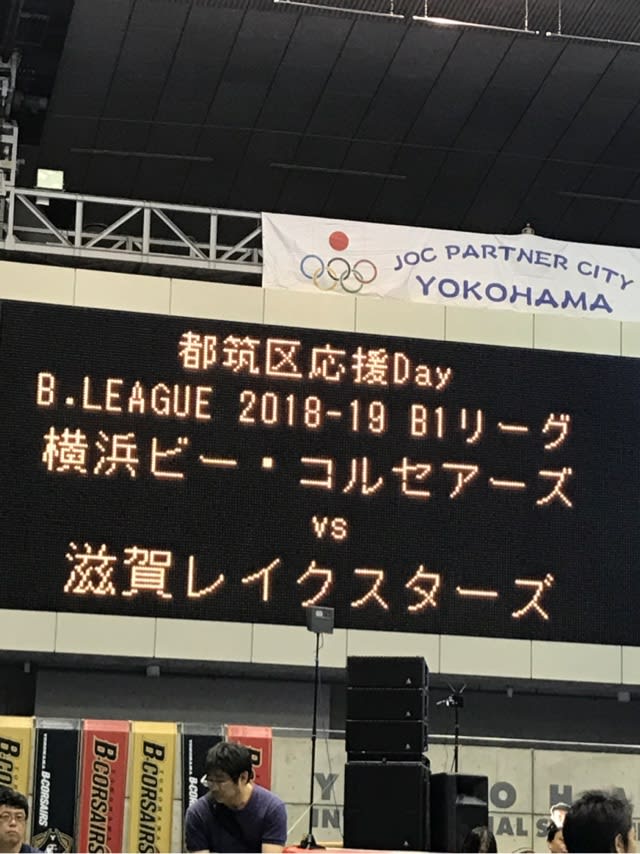 JOC PARTNER CITY
YOKOHAMA
都筑区応援Day
B.LEAGUE 2018-19 B1リーグ
横浜ビー・コルセアーズ
vs
滋賀レイクスターズ
B-CORSAIRS
B-CORSAIRS
B-CORSAIRS